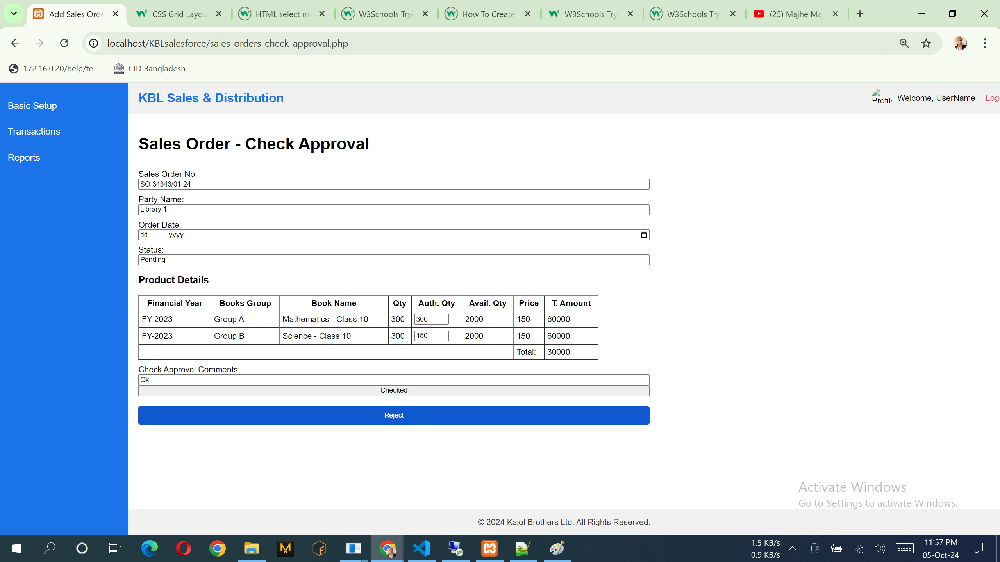 Add Sales Orde
CSS Grid Layou
HTML select m
W3Schools Tryi
How To Create
W3Schools Tryi
W3Schools Try
(25) Majhe Maj
localhost/KBLsalesforce/sales-orders-check-approval.php
172.16.0.20/help/te...
CID Bangladesh
Basic Setup
Transactions
Reports
KBL Sales & Distribution
Profile
Welcome, UserName
Log
Sales Order - Check Approval
Sales Order No:
SO-34343/01-24
Party Name:
Library 1
Order Date:
dd-----yyyy
Status:
Pending
Product Details
Financial Year Books Group Book Name Qty Auth. Qty Avail. Qty Price T. Amount
FY-2023 Group A Mathematics - Class 10 300 300 2000 150 60000
FY-2023 Group B Science - Class 10 300 150 2000 150 60000
Total: 30000
Check Approval Comments:
Ok
Checked
Reject
Activate Windows
Go to Settings to activate Windows.
© 2024 Kajol Brothers Ltd. All Rights Reserved.
1.5 KB/s
0.9 KB/s
11:57 PM
05-Oct-24